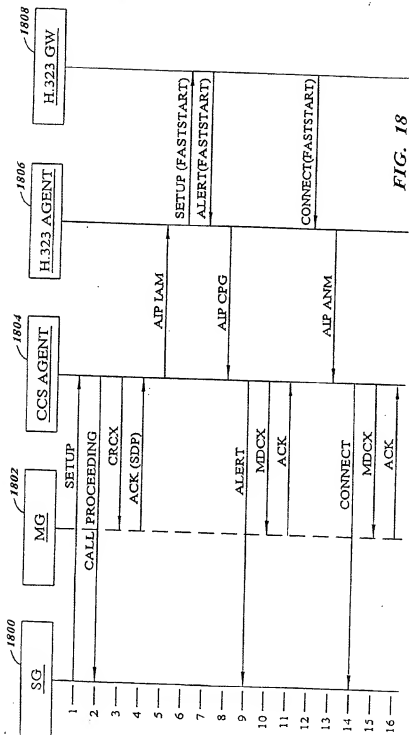 1800
SG
1802
MG
1804
CCS AGENT
1806
H.323 AGENT
1808
H.323 GW
1
SETUP
2
CALL PROCEEDING
3
CRCX
4
ACK (SDP)
5
AIP IAM
6
SETUP (FASTSTART)
7
ALERT(FASTSTART)
8
AIP CPG
9
ALERT
10
MDCX
11
ACK
12
CONNECT(FASTSTART)
13
AIP ANM
14
CONNECT
15
MDCX
16
ACK
FIG. 18